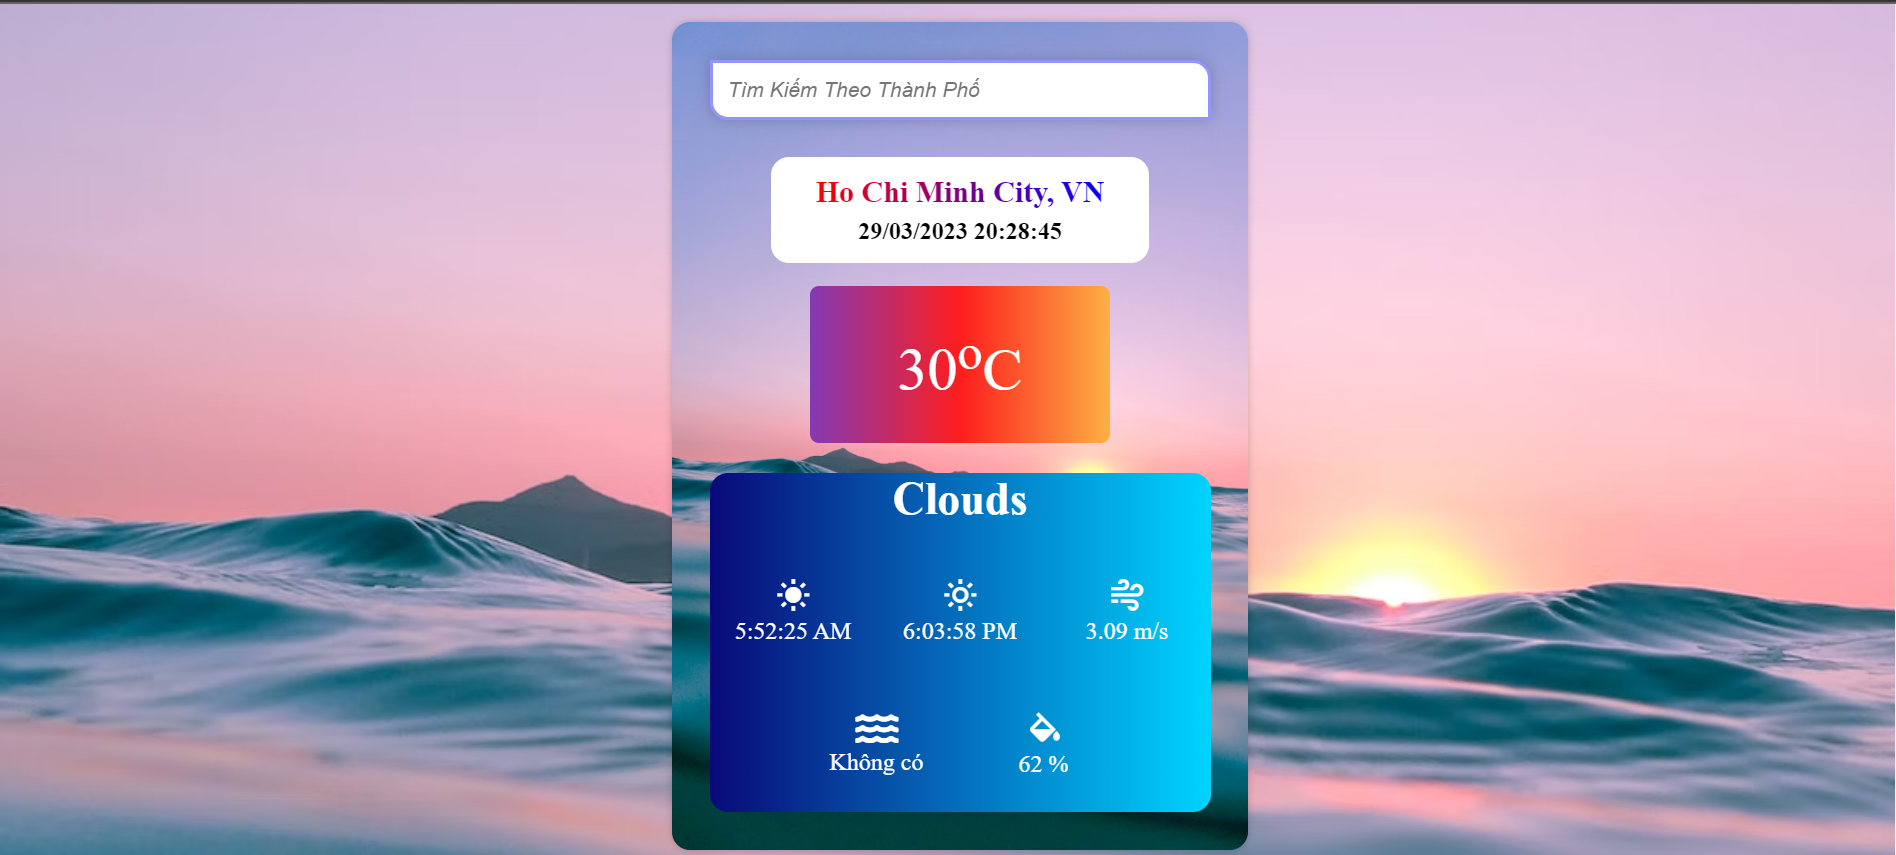 Tìm Kiếm Theo Thành Phố
Ho Chi Minh City, VN
29/03/2023 20:28:45
30°C
Clouds
5:52:25 AM
6:03:58 PM
3.09 m/s
Không có
62 %